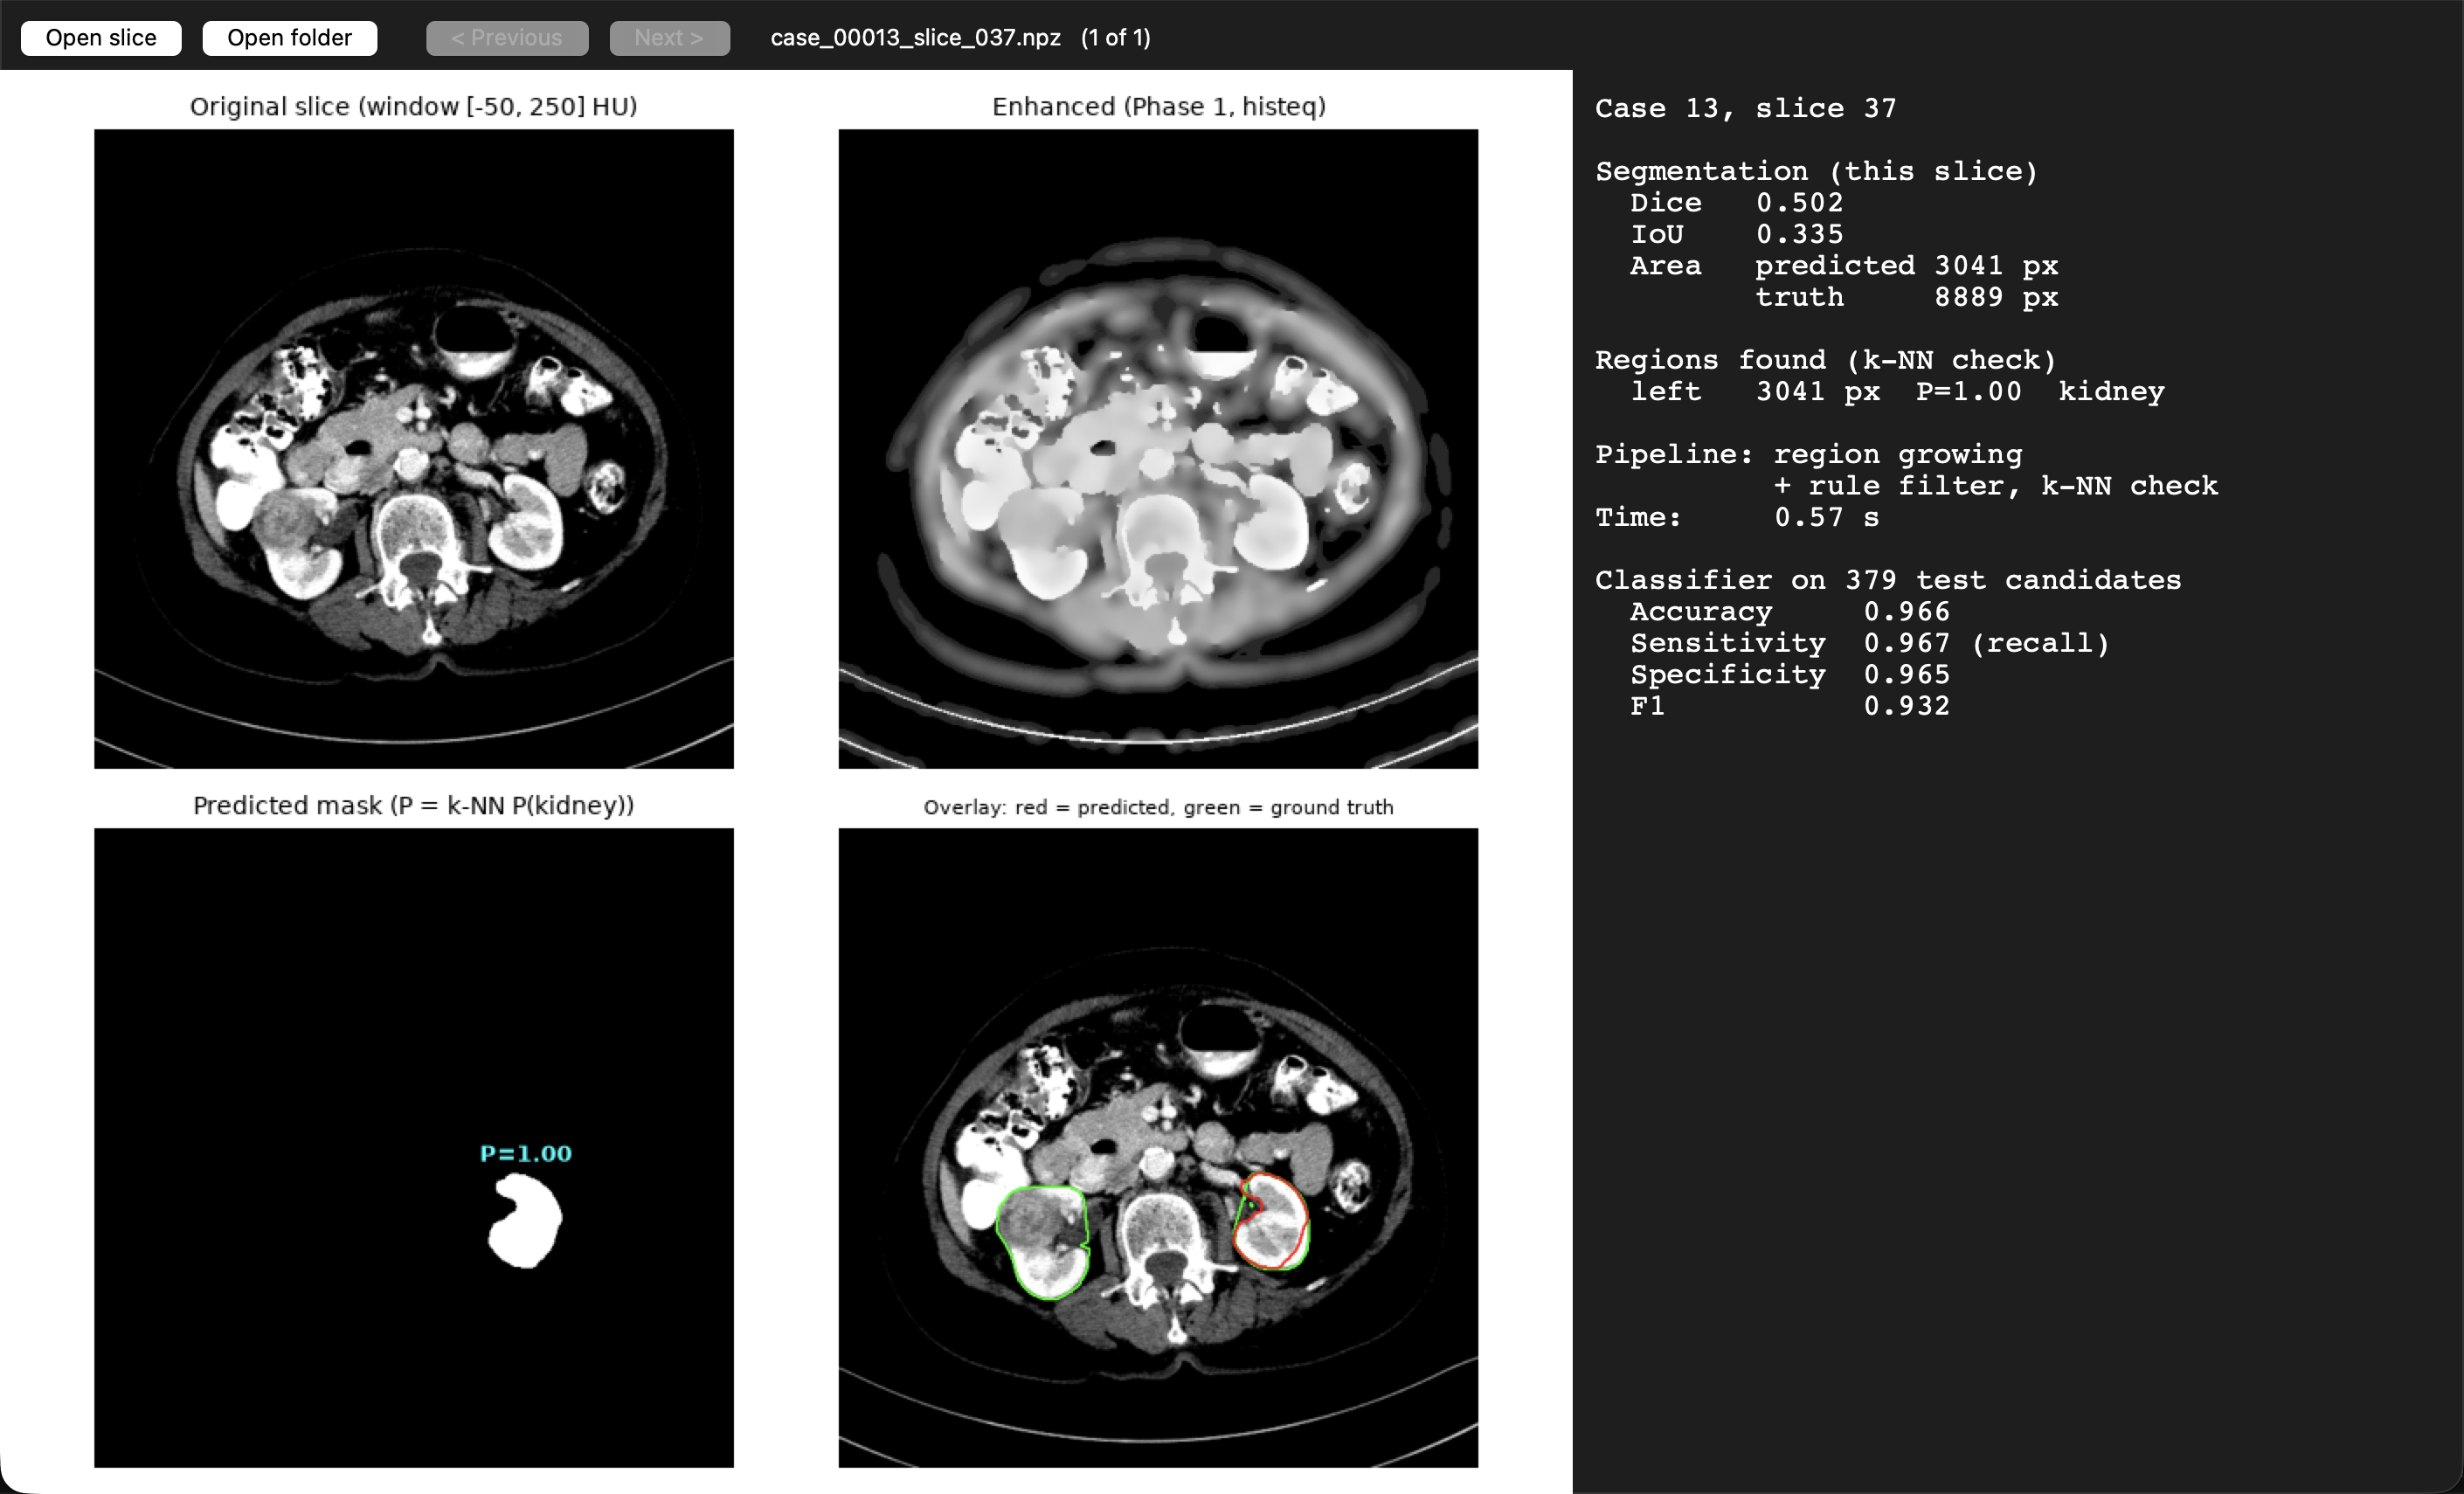 Open slice Open folder < Previous Next > case_00013_slice_037.npz (1 of 1)
Original slice (window [-50, 250] HU)
Enhanced (Phase 1, histeq)
Predicted mask (P = k-NN P(kidney))
P=1.00
Overlay: red = predicted, green = ground truth
Case 13, slice 37
Segmentation (this slice)
Dice 0.502
IoU 0.335
Area predicted 3041 px
truth 8889 px
Regions found (k-NN check)
left 3041 px P=1.00 kidney
Pipeline: region growing
+ rule filter, k-NN check
Time: 0.57 s
Classifier on 379 test candidates
Accuracy 0.966
Sensitivity 0.967 (recall)
Specificity 0.965
F1 0.932